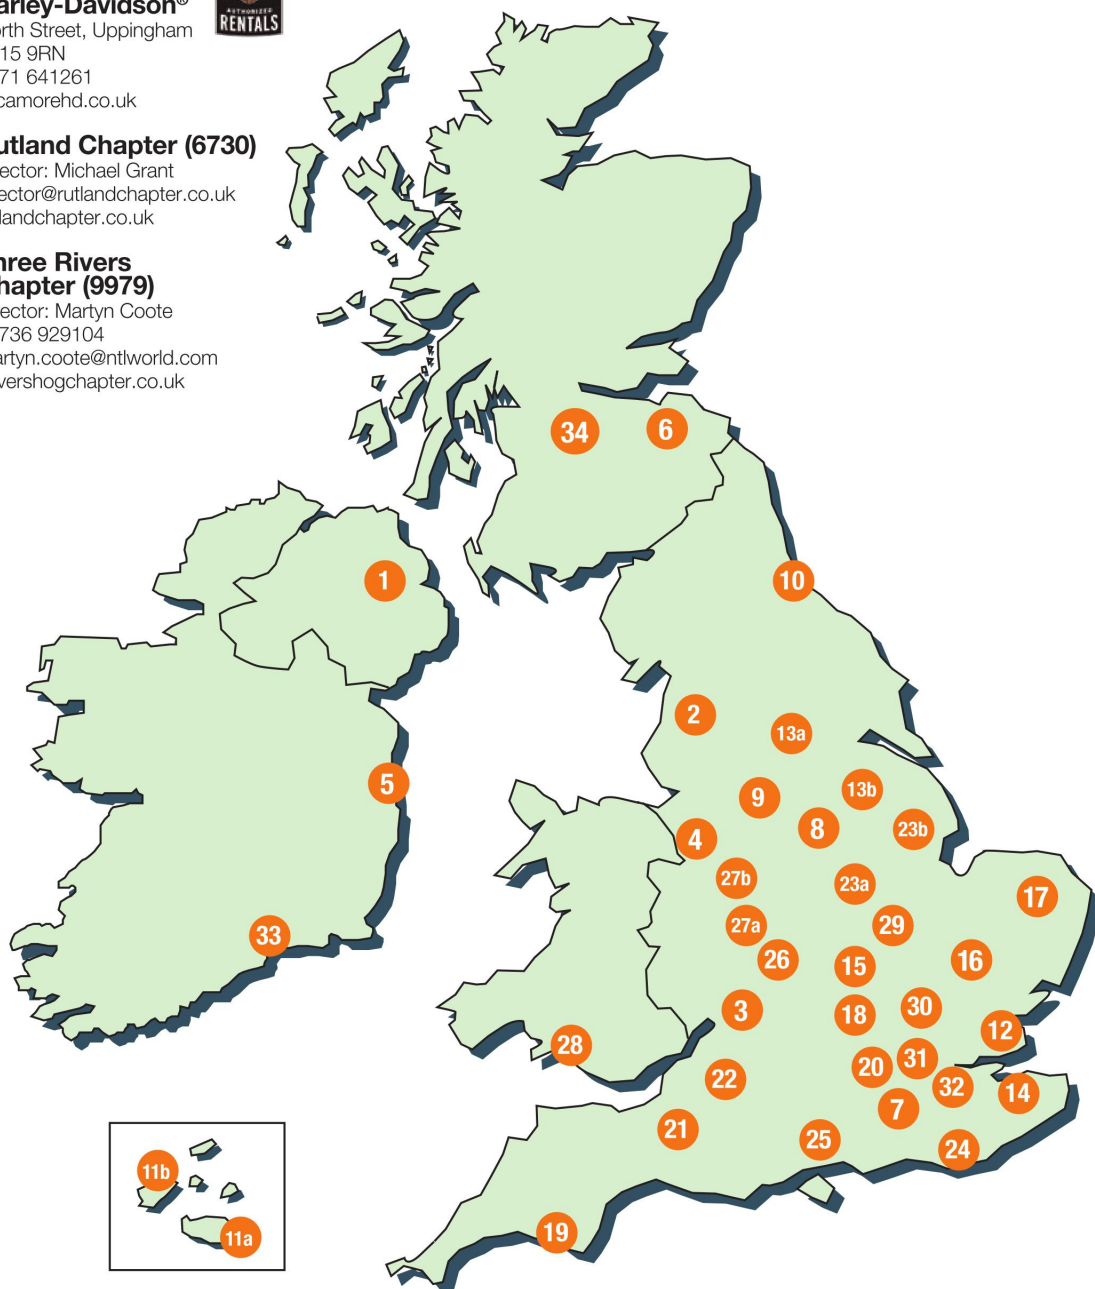 arley-Davidson®
orth Street, Uppingham
15 9RN
71 641261
camorehd.co.uk
AUTHORIZED
RENTALS
utland Chapter (6730)
ector: Michael Grant
ector@rutlandchapter.co.uk
landchapter.co.uk
hree Rivers
hapter (9979)
ector: Martyn Coote
736 929104
artyn.coote@ntlworld.com
vershogchapter.co.uk
34
6
1
10
2
13a
5
9
13b
8
23b
4
27b
23a
17
27a
29
33
26
15
16
3
18
30
12
28
20
31
22
32
14
7
21
25
24
11b
19
11a